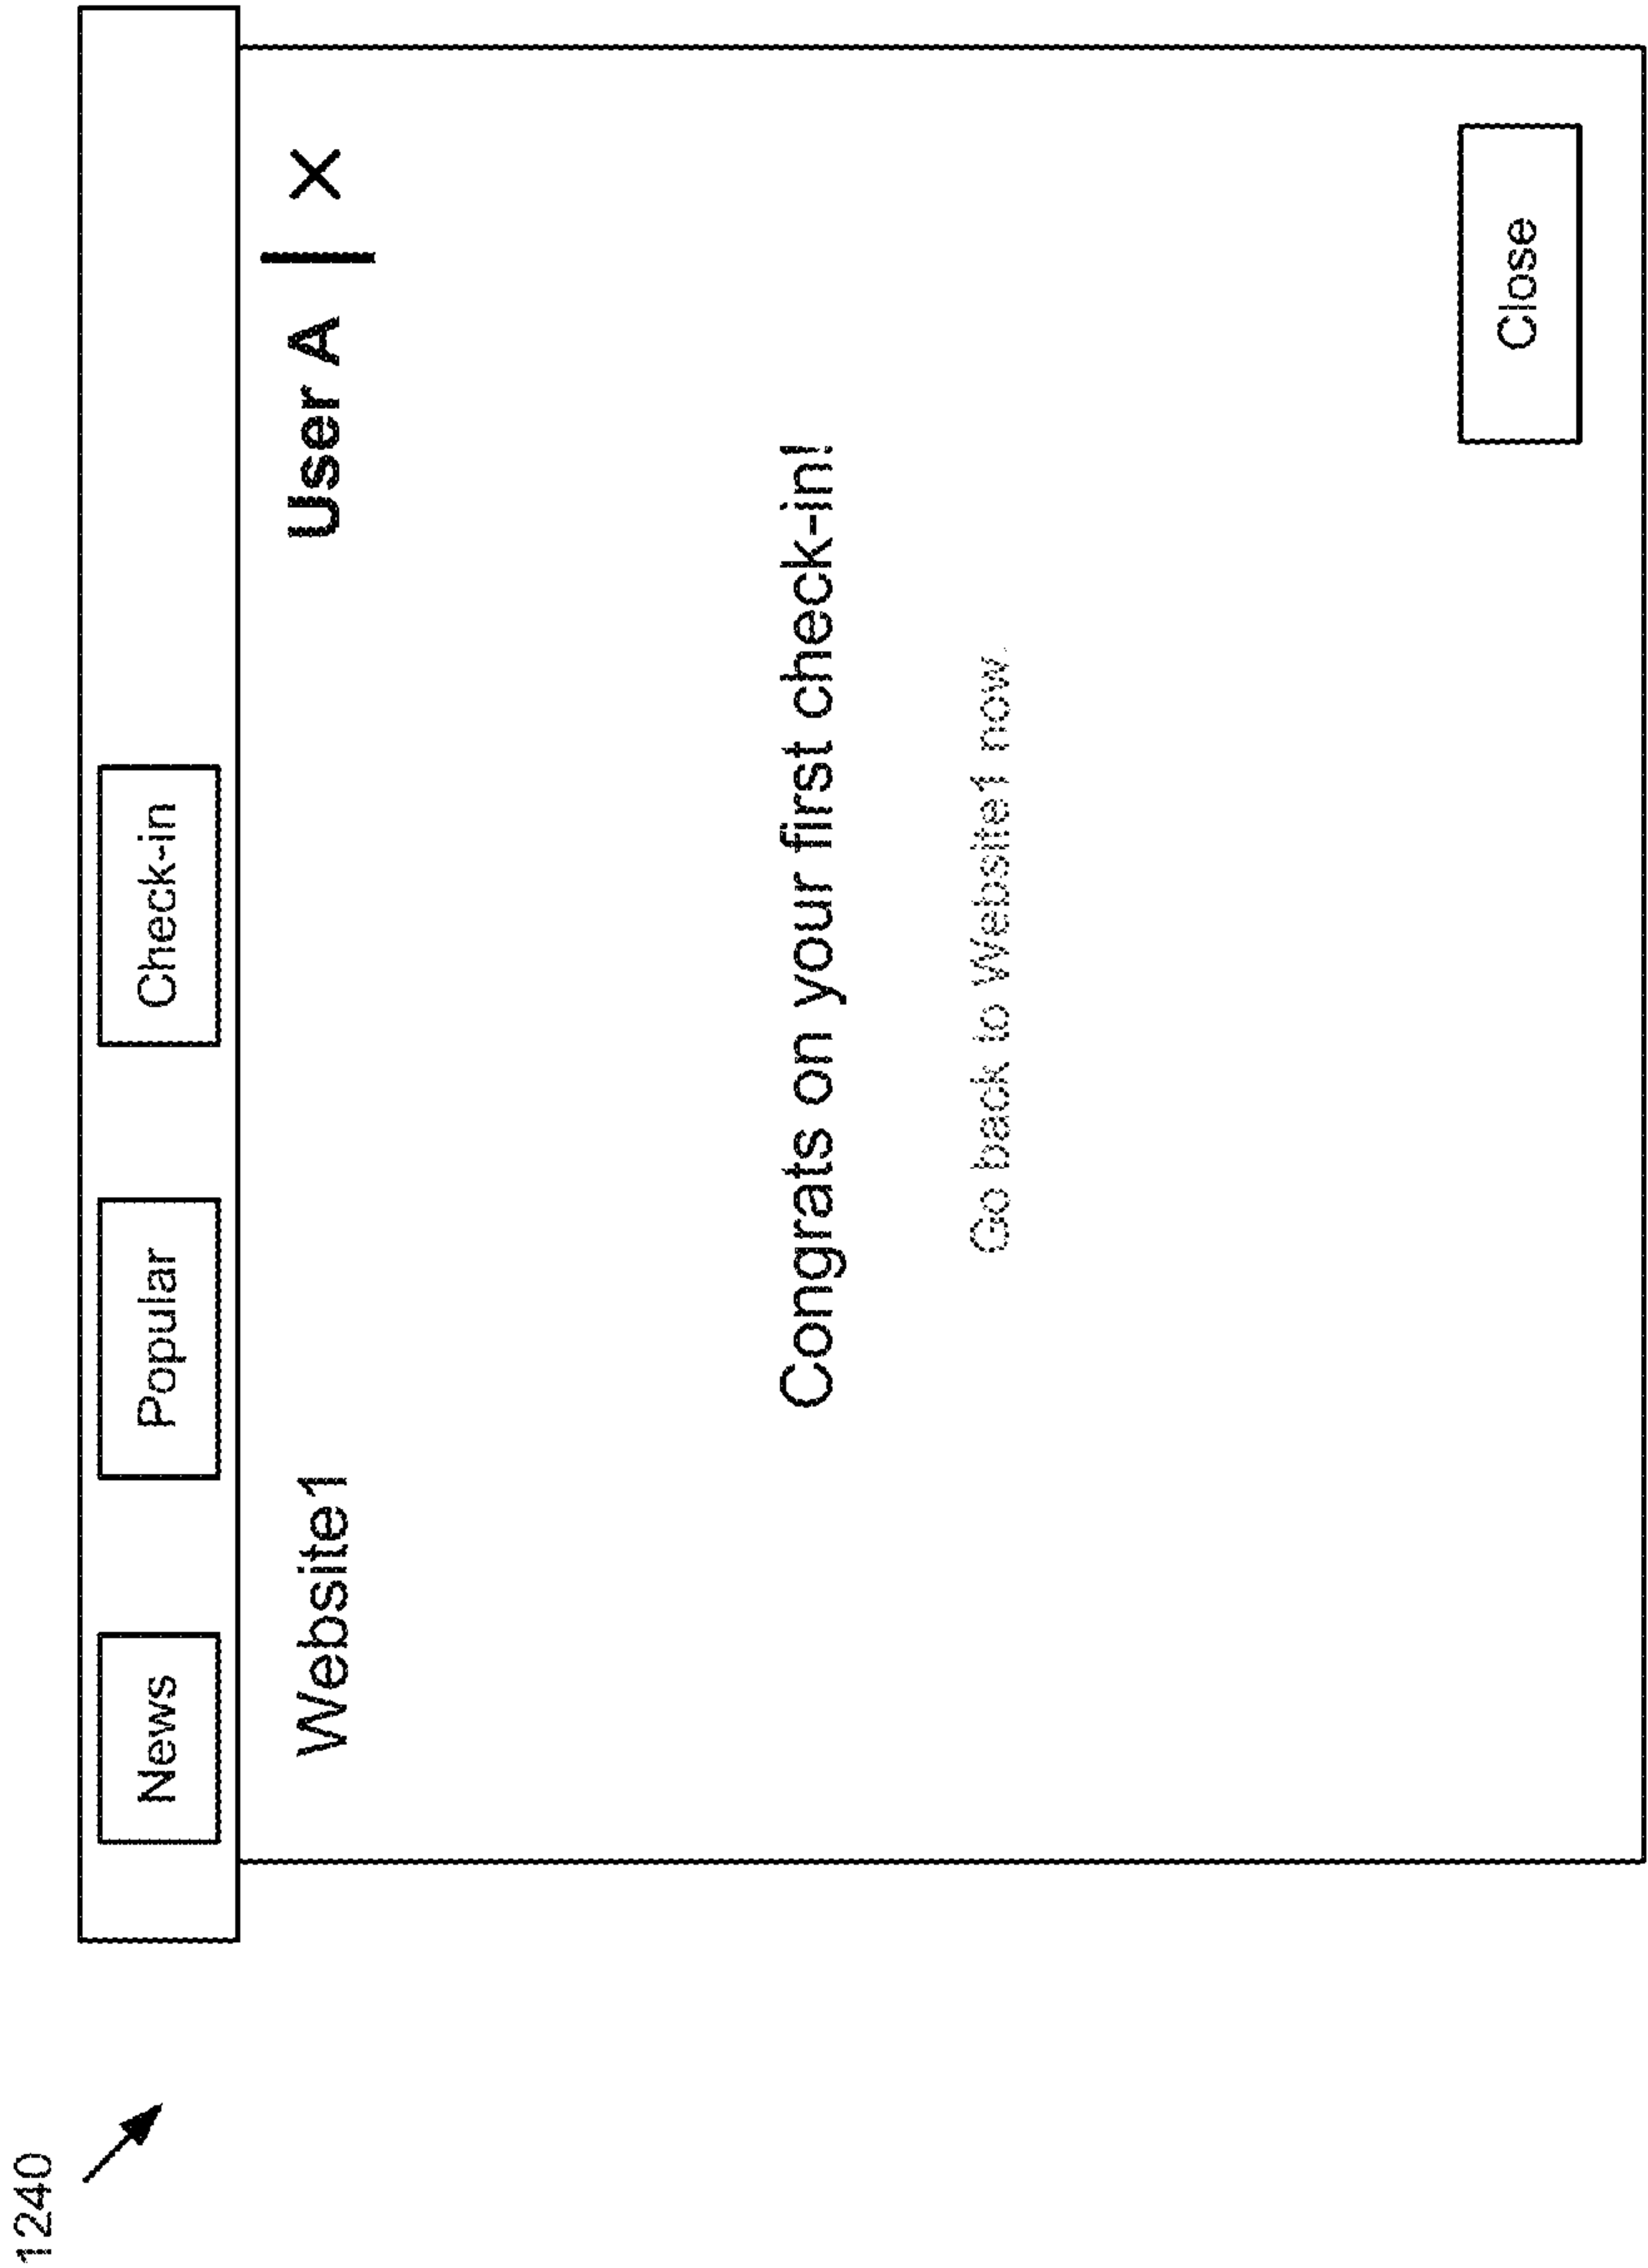 1240
News Popular Check-in
Website1 User A | X
Congrats on your first check-in!
Go back to Website1 now.
Close